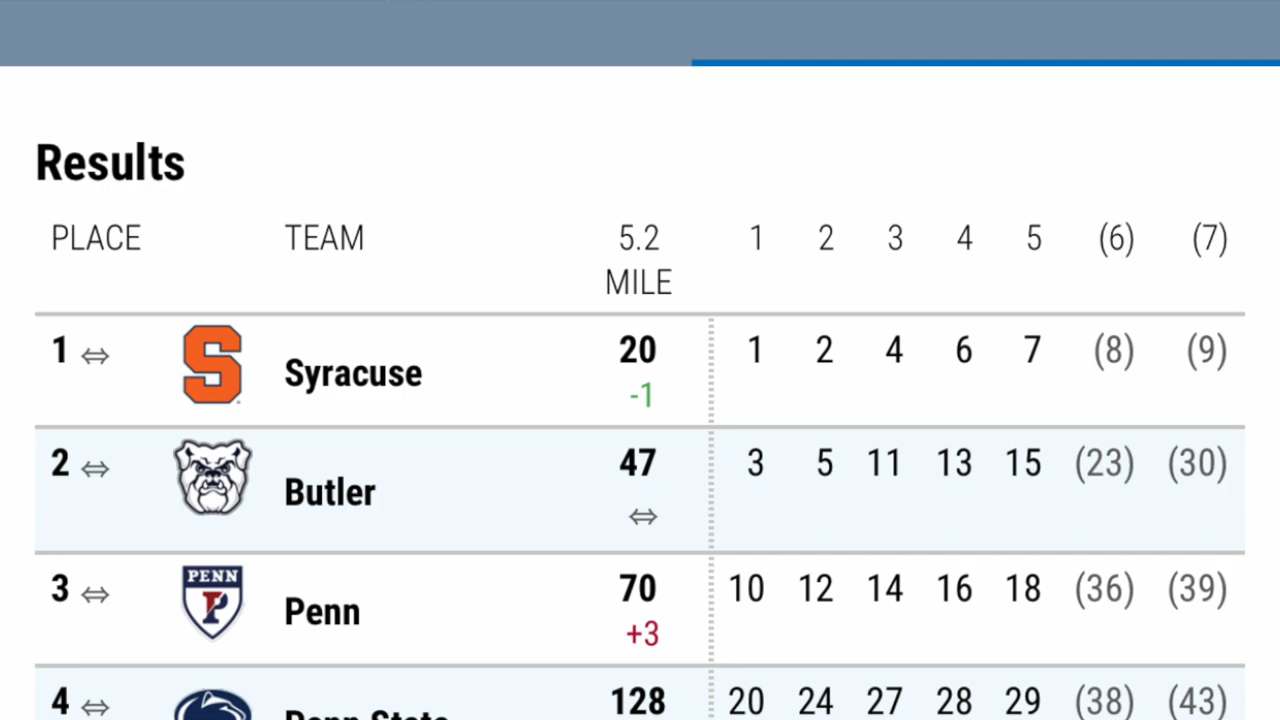 Results
PLACE TEAM 5.2 MILE 1 2 3 4 5 (6) (7)
1 ⇔ Syracuse 20 1 2 4 6 7 (8) (9)
-1
2 ⇔ Butler 47 3 5 11 13 15 (23) (30)
⇔
PENN
3 ⇔ Penn 70 10 12 14 16 18 (36) (39)
+3
4 ⇔ Penn State 128 20 24 27 28 29 (38) (43)